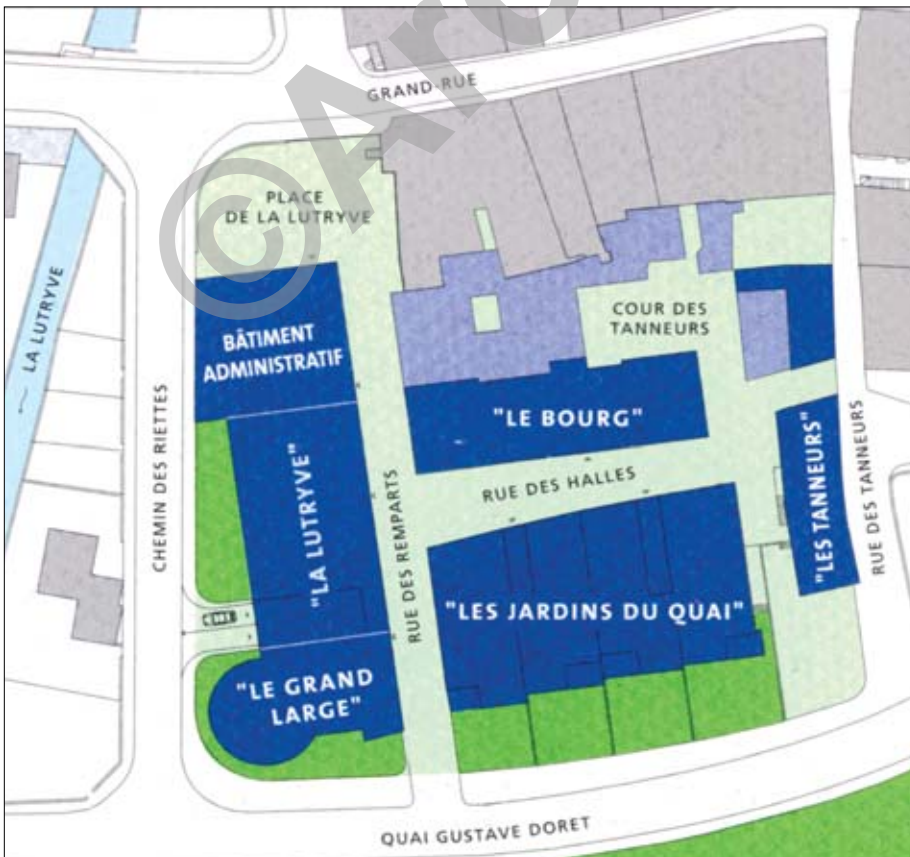 ©Arc
GRAND-RUE
PLACE
DE LA LUTRYVE
LA LUTRYVE
COUR DES
TANNEURS
BÂTIMENT
ADMINISTRATIF
"LE BOURG"
CHEMIN DES RIETTES
"LA LUTRYVE"
RUE DES REMPARTS
RUE DES HALLES
"LES TANNEURS"
RUE DES TANNEURS
"LES JARDINS DU QUAI"
"LE GRAND
LARGE"
QUAI GUSTAVE DORET